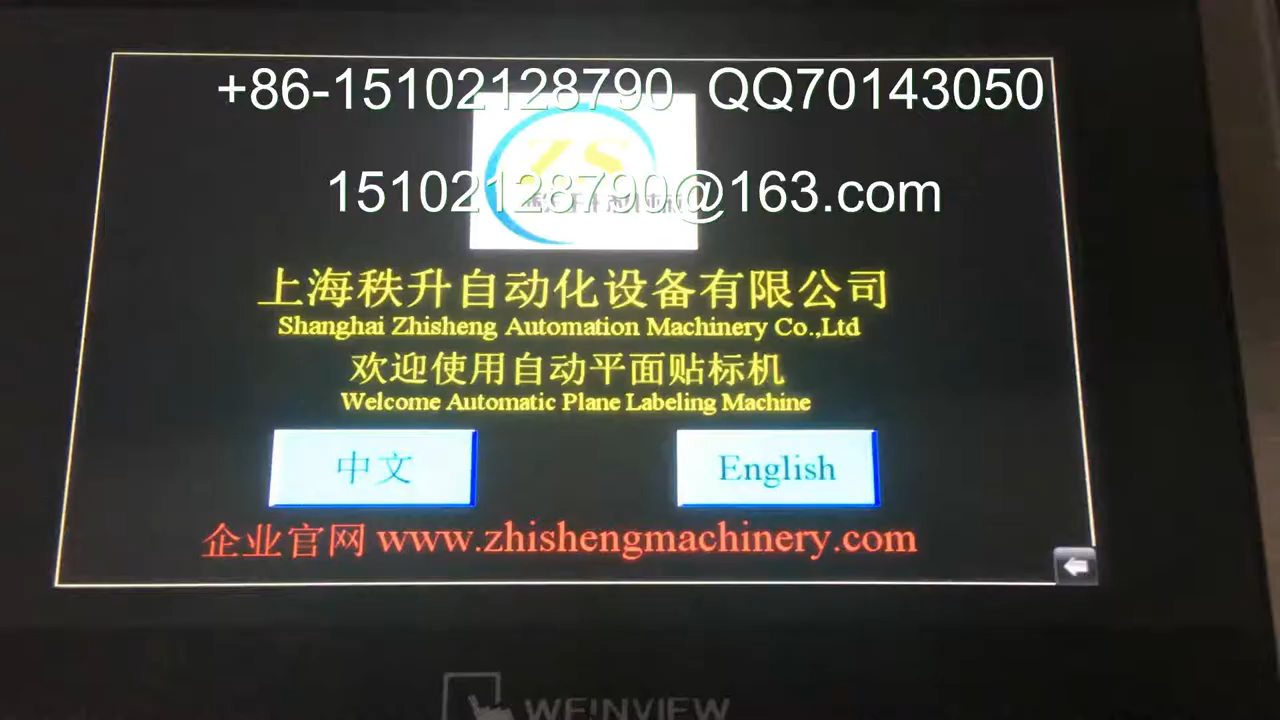 +86-15102128790 QQ70143050
ZS
15102128790@163.com
上海秩升自动化设备有限公司
Shanghai Zhisheng Automation Machinery Co.,Ltd
欢迎使用自动平面贴标机
Welcome Automatic Plane Labeling Machine
中文 English
企业官网 www.zhishengmachinery.com
WEINVIEW